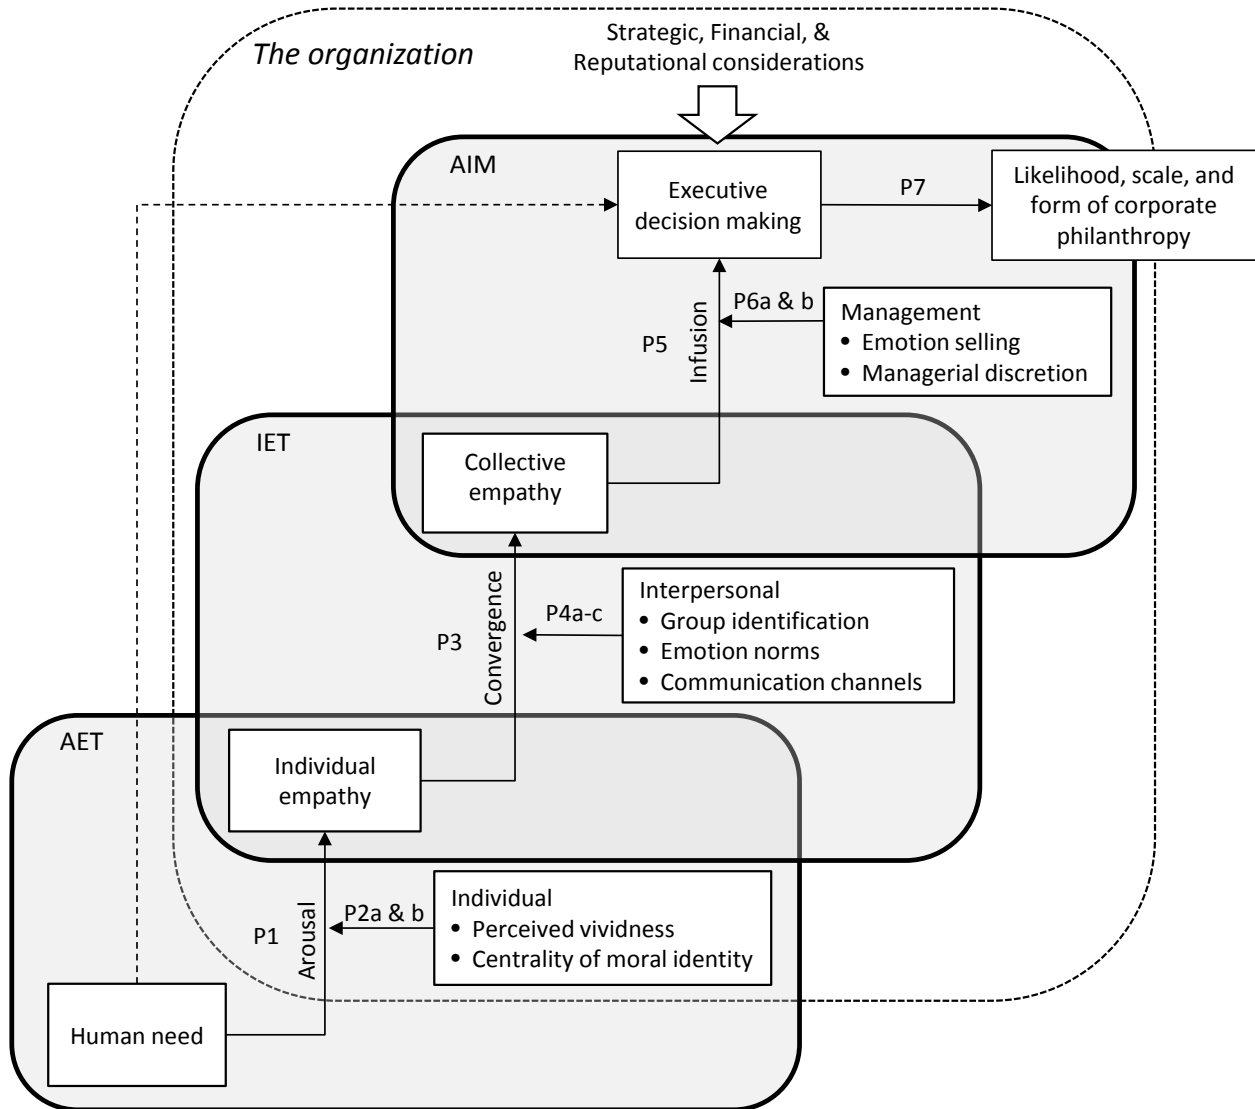 The organization
Strategic, Financial, &
Reputational considerations
AIM
Executive
decision making
P7
Likelihood, scale, and
form of corporate
philanthropy
P6a & b
Management
• Emotion selling
• Managerial discretion
P5
Infusion
IET
Collective
empathy
P4a-c
Interpersonal
• Group identification
• Emotion norms
• Communication channels
P3
Convergence
AET
Individual
empathy
P2a & b
Individual
• Perceived vividness
• Centrality of moral identity
P1
Arousal
Human need